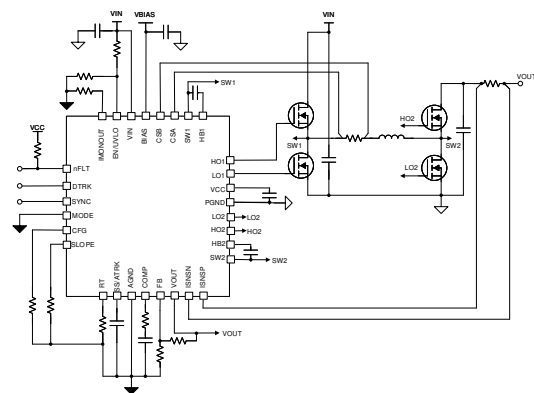 VIN
VBIAS
VIN
VOUT
SW1
VCC
IMONOUT
EN/UVLO
VIN
BIAS
CSB
CSA
SW1
HB1
nFLT
DTRK
SYNC
MODE
CFG
SLOPE
HO1
LO1
VCC
PGND
LO2
HO2
HB2
SW2
LO2
HO2
SW2
SW1
HO2
SW2
LO2
RT
SS/ATRK
AGND
COMP
FB
VOUT
ISNSN
ISNSP
VOUT